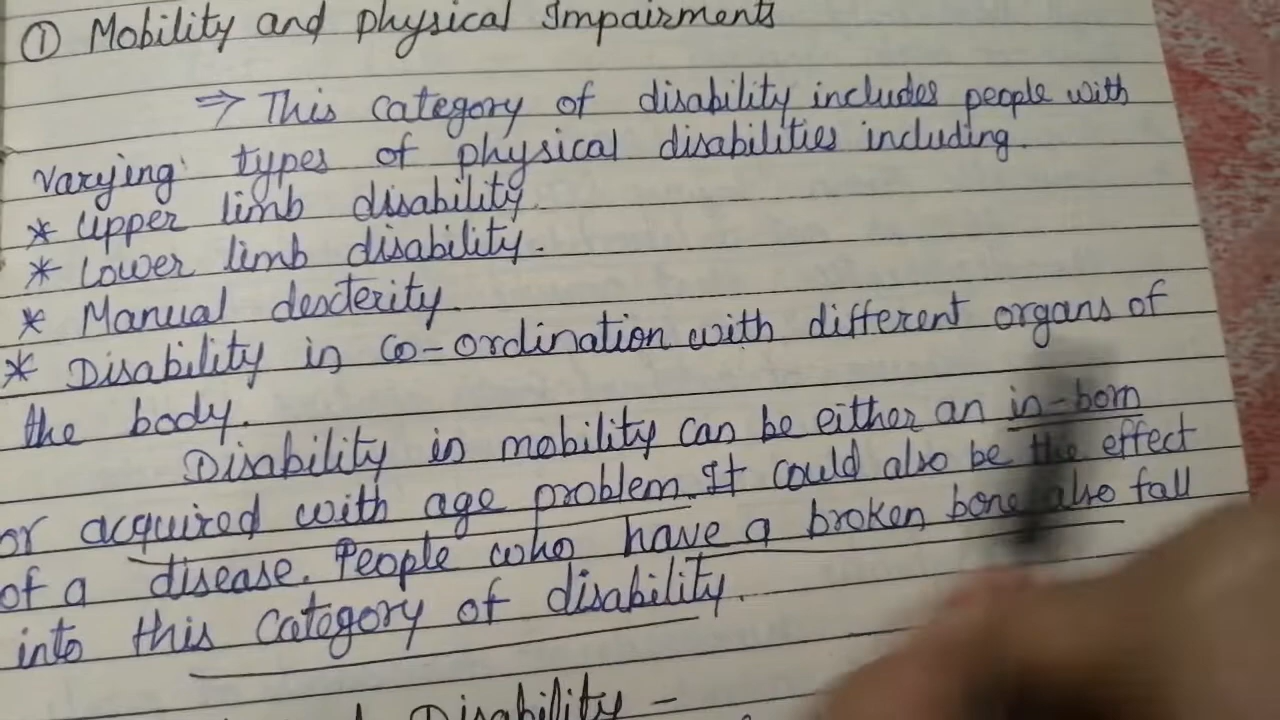 ① Mobility and physical Impairments
⇒ This category of disability includes people with
varying types of physical disabilities including
* Upper limb disability
* Lower limb disability.
* Manual dexterity
* Disability in co-ordination with different organs of
the body.
Disability in mobility can be either an in-born
or acquired with age problem. It could also be the effect
of a disease. People who have a broken bone also fall
into this category of disability.
Disability -